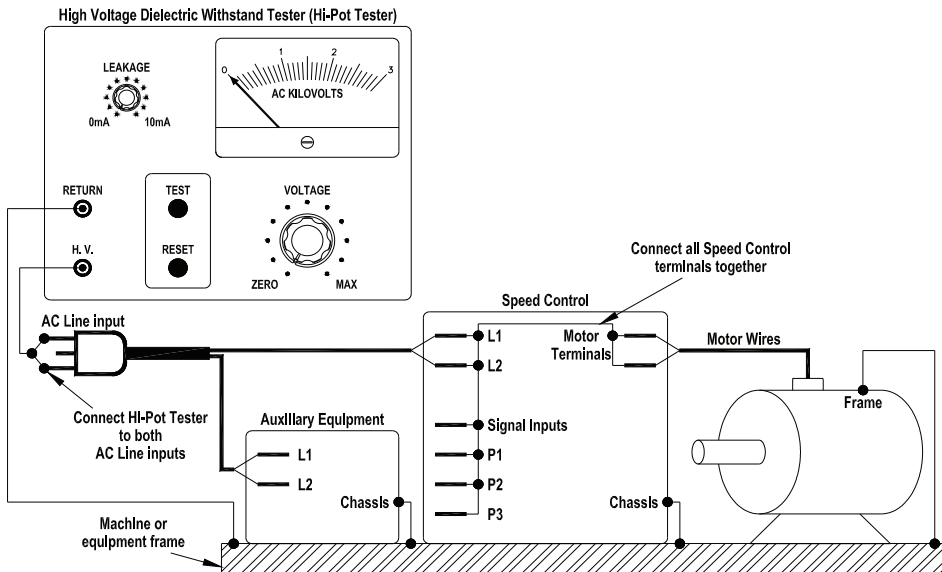 High Voltage Dielectric Withstand Tester (Hi-Pot Tester)
LEAKAGE
0mA
10mA
0
1
2
3
AC KILOVOLTS
RETURN
TEST
VOLTAGE
H. V.
RESET
ZERO
MAX
Connect all Speed Control
terminals together
AC Line input
Speed Control
L1
Motor
Terminals
Motor Wires
L2
Connect Hi-Pot Tester
to both
AC Line inputs
Auxiliary Equipment
L1
L2
Chassis
Signal Inputs
P1
P2
P3
Chassis
Frame
Machine or
equipment frame